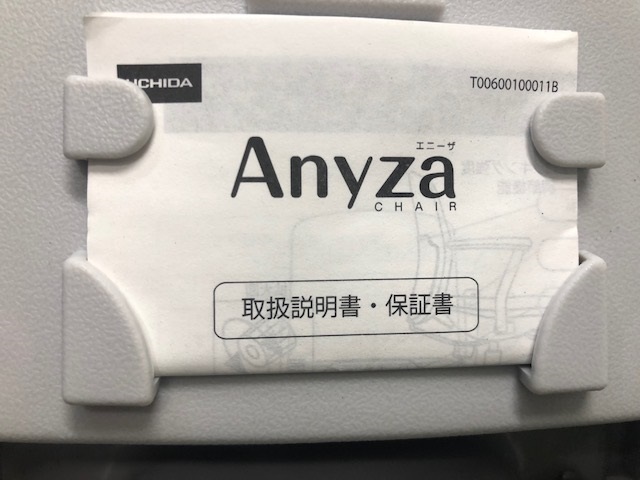 UCHIDA
T00600100011B
エニーザ
Anyza
CHAIR
取扱説明書・保証書